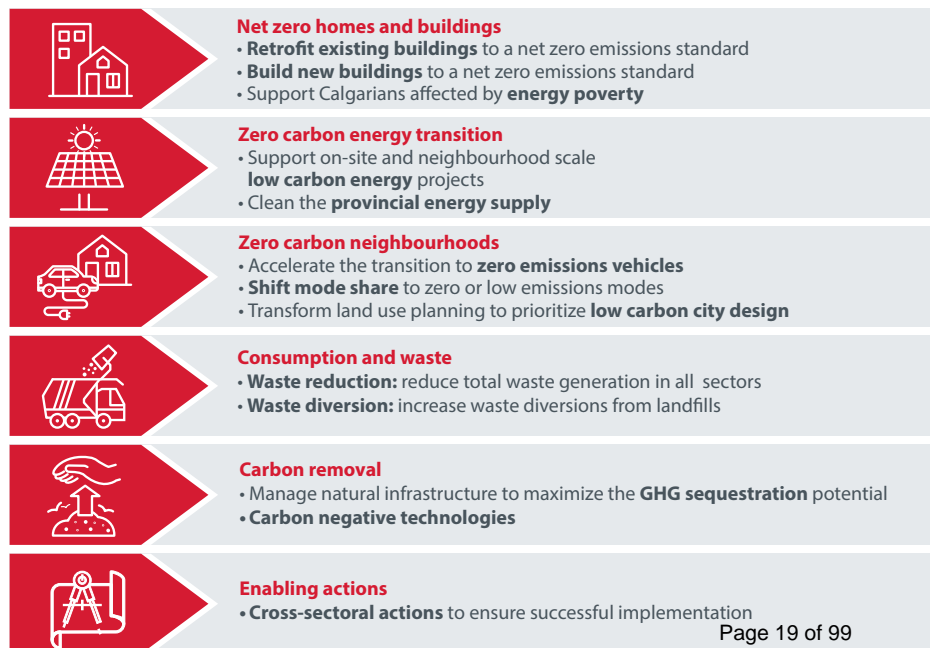 Net zero homes and buildings
• Retrofit existing buildings to a net zero emissions standard
• Build new buildings to a net zero emissions standard
• Support Calgarians affected by energy poverty
Zero carbon energy transition
• Support on-site and neighbourhood scale
low carbon energy projects
• Clean the provincial energy supply
Zero carbon neighbourhoods
• Accelerate the transition to zero emissions vehicles
• Shift mode share to zero or low emissions modes
• Transform land use planning to prioritize low carbon city design
Consumption and waste
• Waste reduction: reduce total waste generation in all sectors
• Waste diversion: increase waste diversions from landfills
Carbon removal
• Manage natural infrastructure to maximize the GHG sequestration potential
• Carbon negative technologies
Enabling actions
• Cross-sectoral actions to ensure successful implementation
Page 19 of 99